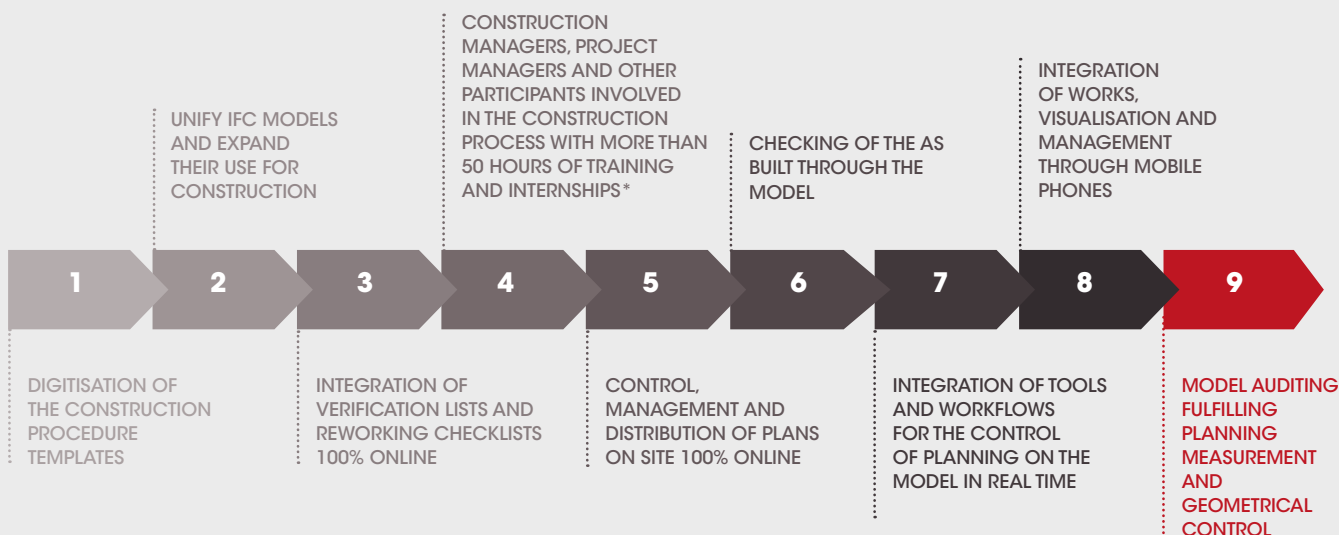 CONSTRUCTION
MANAGERS, PROJECT
MANAGERS AND OTHER
PARTICIPANTS INVOLVED
IN THE CONSTRUCTION
PROCESS WITH MORE THAN
50 HOURS OF TRAINING
AND INTERNSHIPS*
UNIFY IFC MODELS
AND EXPAND
THEIR USE FOR
CONSTRUCTION
CHECKING OF THE AS
BUILT THROUGH THE
MODEL
INTEGRATION
OF WORKS,
VISUALISATION AND
MANAGEMENT
THROUGH MOBILE
PHONES
1 2 3 4 5 6 7 8 9
DIGITISATION OF
THE CONSTRUCTION
PROCEDURE
TEMPLATES
INTEGRATION OF
VERIFICATION LISTS AND
REWORKING CHECKLISTS
100% ONLINE
CONTROL,
MANAGEMENT AND
DISTRIBUTION OF PLANS
ON SITE 100% ONLINE
INTEGRATION OF TOOLS
AND WORKFLOWS
FOR THE CONTROL
OF PLANNING ON THE
MODEL IN REAL TIME
MODEL AUDITING
FULFILLING
PLANNING
MEASUREMENT
AND
GEOMETRICAL
CONTROL